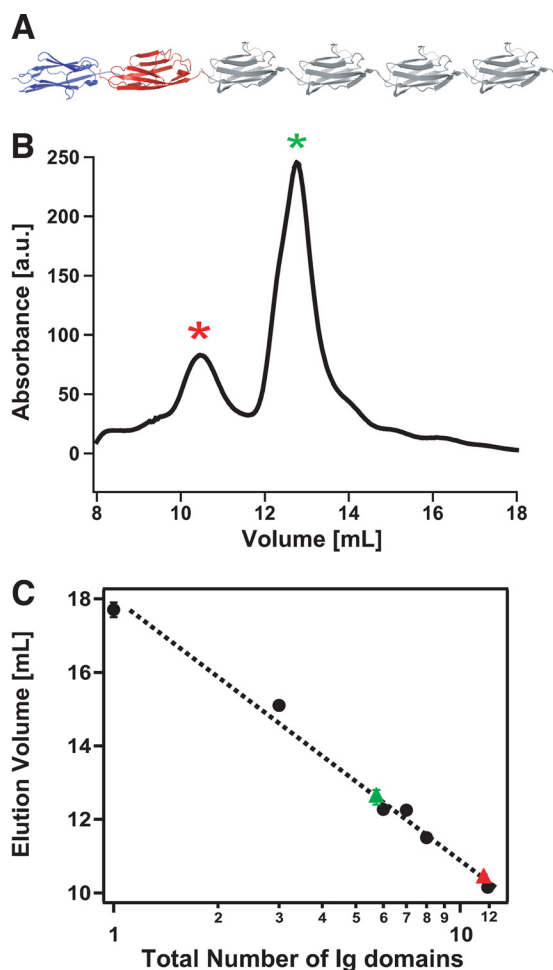 A
B
250
200
150
100
50
0
Absorbance [a.u.]
*
*
8 10 12 14 16 18
Volume [mL]
C
18
16
14
12
10
Elution Volume [mL]
2 3 4 5 6 7 8 9 12
1 10
Total Number of Ig domains